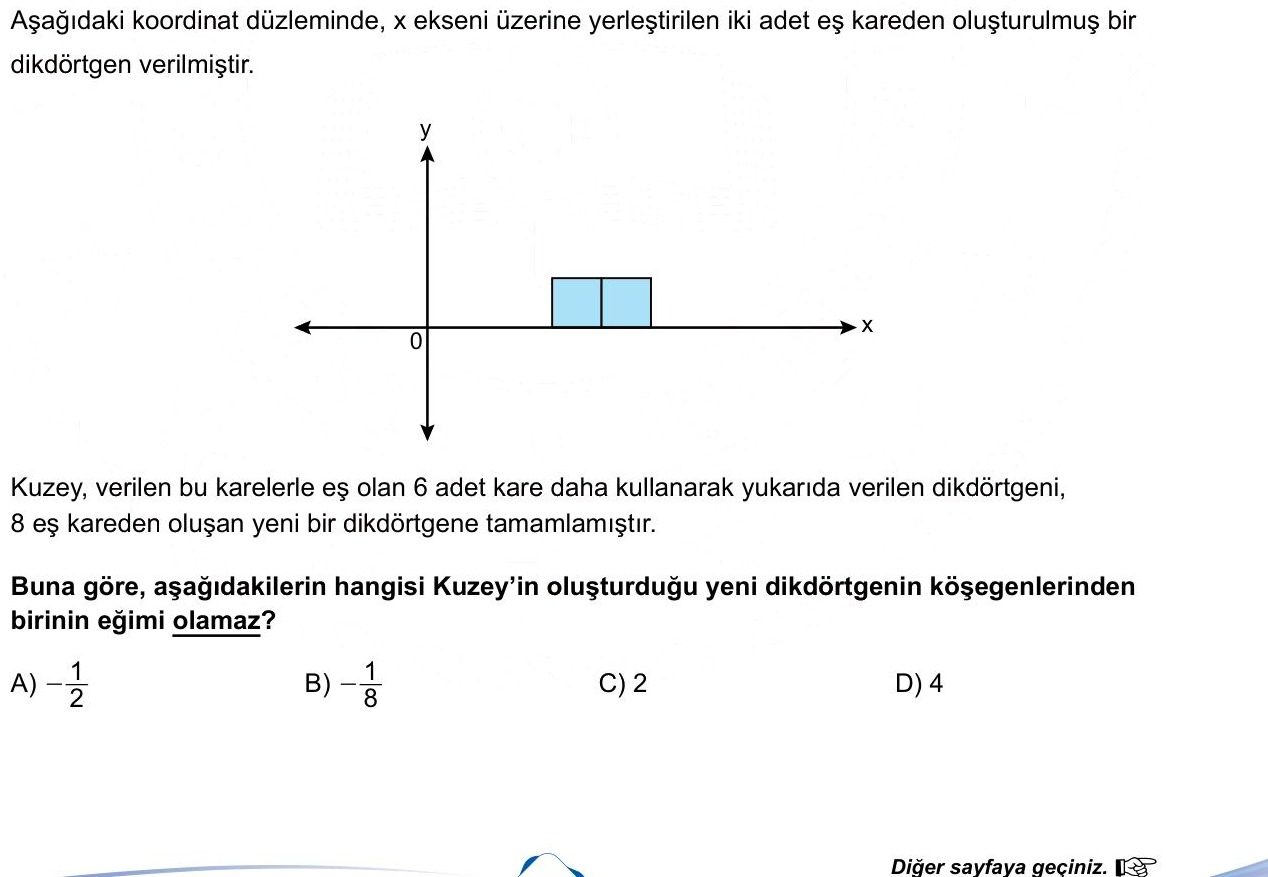 Aşağıdaki koordinat düzleminde, x ekseni üzerine yerleştirilen iki adet eş kareden oluşturulmuş bir
dikdörtgen verilmiştir.
y
x
0
Kuzey, verilen bu karelerle eş olan 6 adet kare daha kullanarak yukarıda verilen dikdörtgeni,
8 eş kareden oluşan yeni bir dikdörtgene tamamlamıştır.
Buna göre, aşağıdakilerin hangisi Kuzey'in oluşturduğu yeni dikdörtgenin köşegenlerinden
birinin eğimi olamaz?
A) -1/2 B) -1/8 C) 2 D) 4
Diğer sayfaya geçiniz.